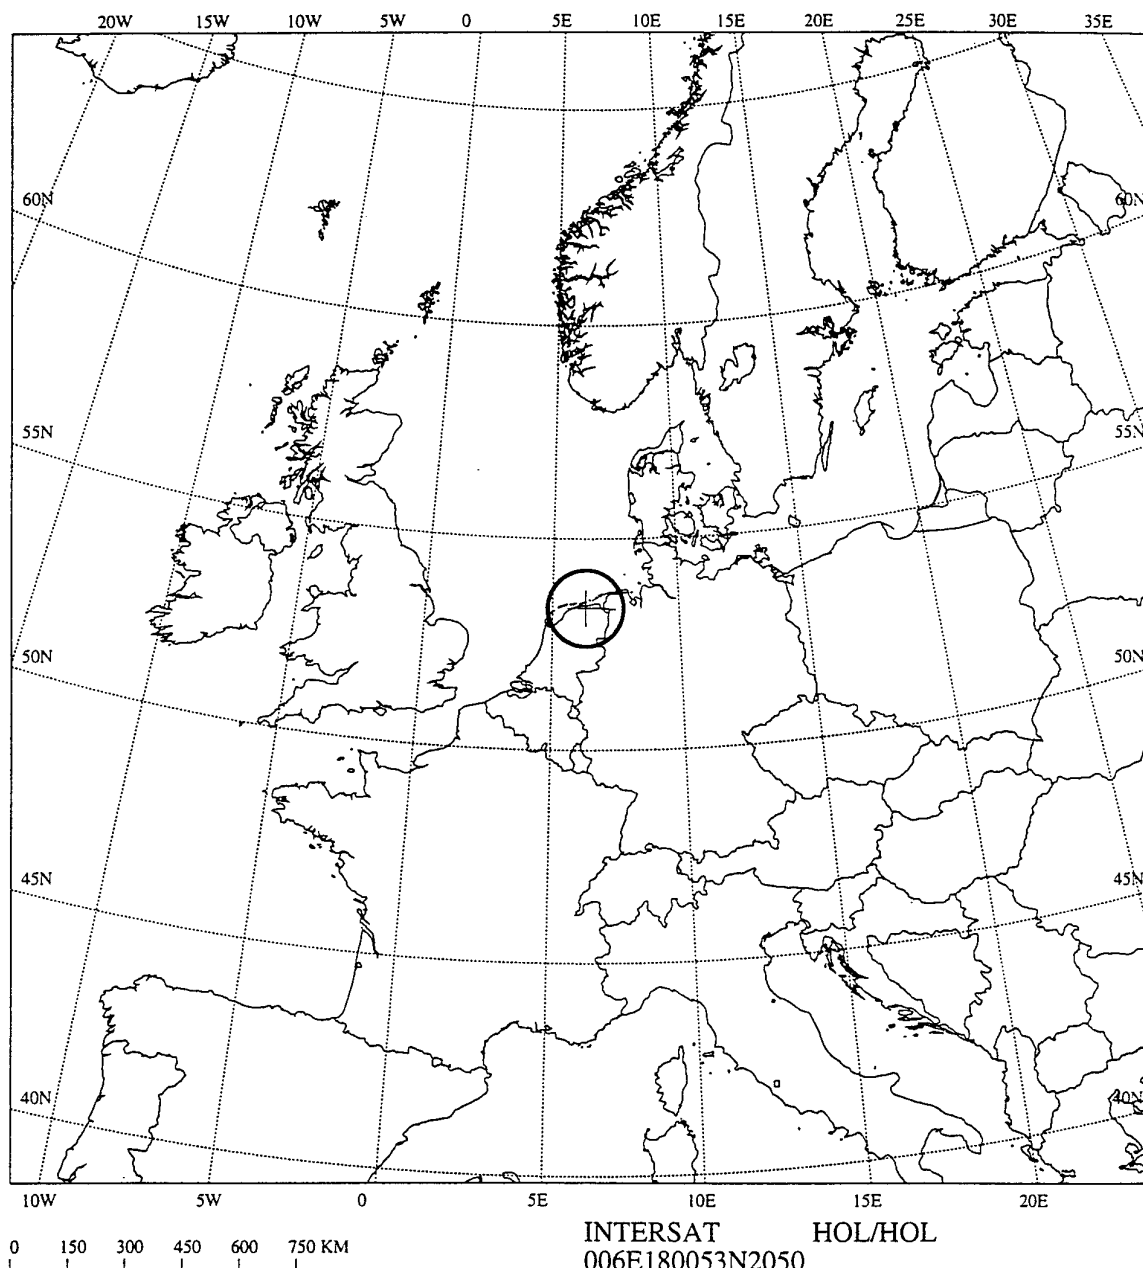 20W 15W 10W 5W 0 5E 10E 15E 20E 25E 30E 35E
60N 60N
55N 55N
50N 50N
45N 45N
40N 40N
10W 5W 0 5E 10E 15E 20E
INTERSAT HOL/HOL
0 150 300 450 600 750 KM
006E180053N2050